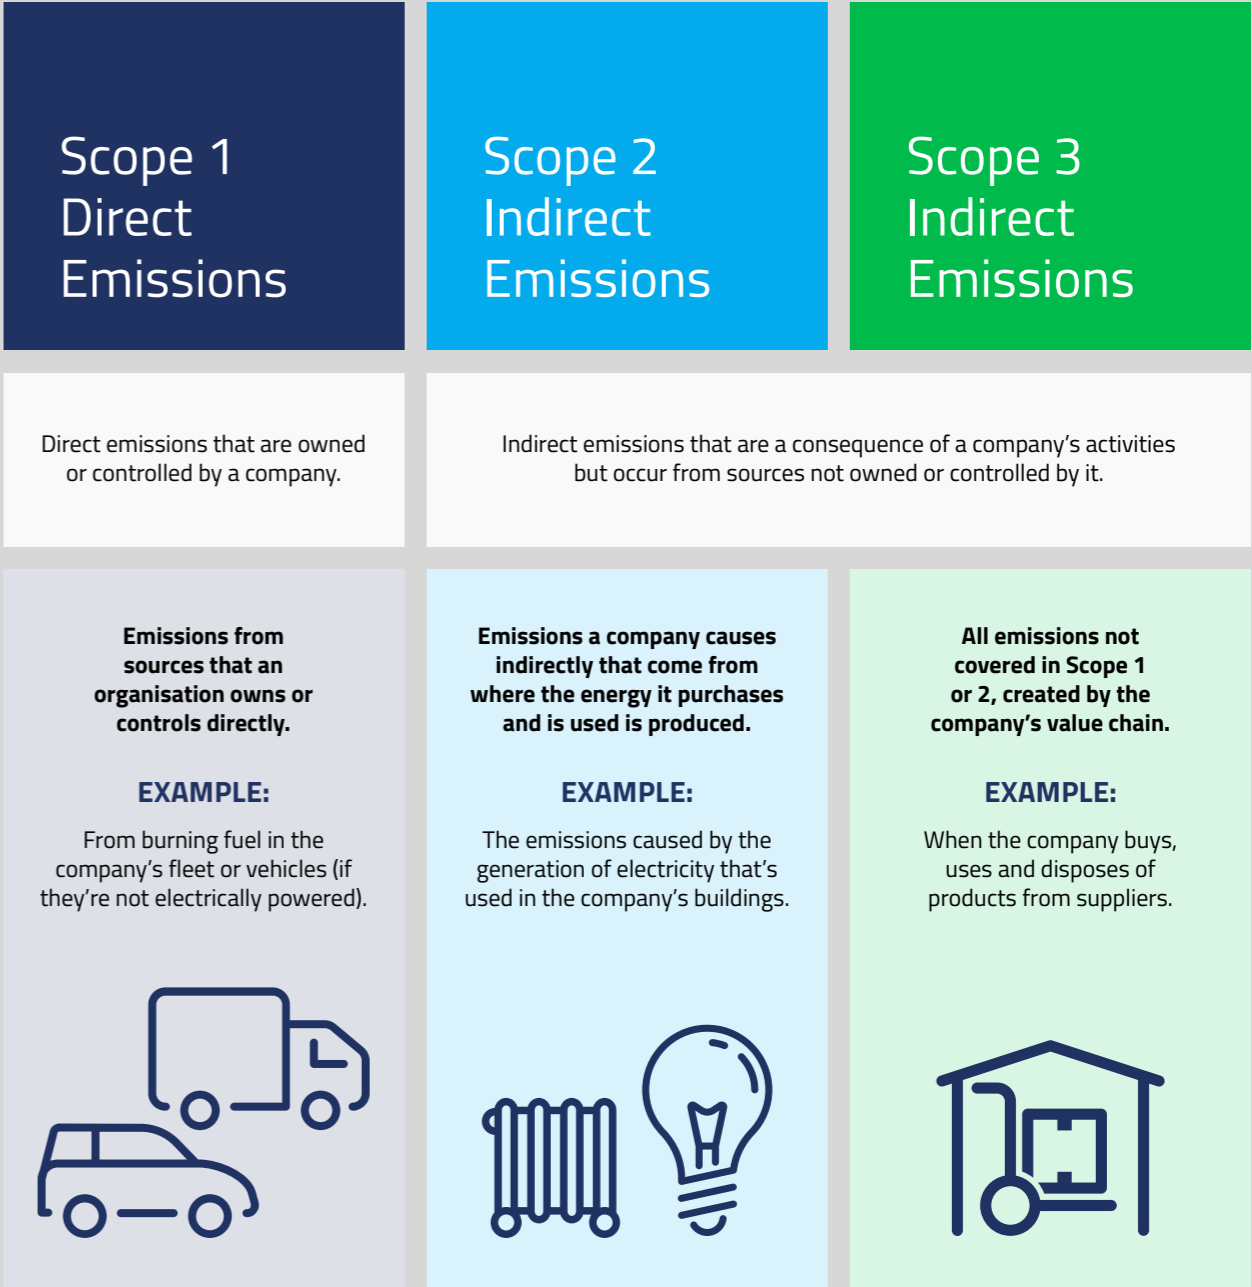 Scope 1
Direct
Emissions
Scope 2
Indirect
Emissions
Scope 3
Indirect
Emissions
Direct emissions that are owned
or controlled by a company.
Indirect emissions that are a consequence of a company's activities
but occur from sources not owned or controlled by it.
Emissions from
sources that an
organisation owns or
controls directly.
EXAMPLE:
From burning fuel in the
company's fleet or vehicles (if
they're not electrically powered).
Emissions a company causes
indirectly that come from
where the energy it purchases
and is used is produced.
EXAMPLE:
The emissions caused by the
generation of electricity that's
used in the company's buildings.
All emissions not
covered in Scope 1
or 2, created by the
company's value chain.
EXAMPLE:
When the company buys,
uses and disposes of
products from suppliers.